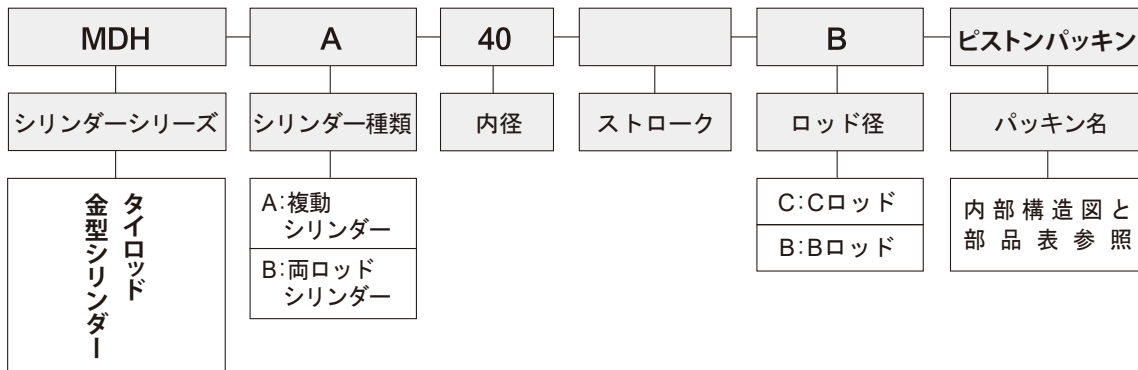 MDH
A
40
B
ピストンパッキン
シリンダーシリーズ
シリンダー種類
内径
ストローク
ロッド径
パッキン名
タイロッド
金型シリンダー
A:複動
シリンダー
B:両ロッド
シリンダー
C:Cロッド
B:Bロッド
内部構造図と
部品表参照